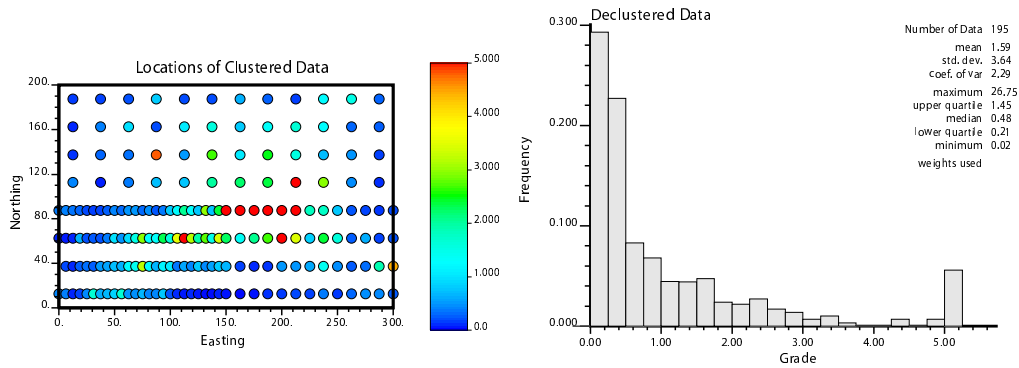 Locations of Clustered Data
Northing
200.
160.
120.
80.
40.
0.
0. 50. 100. 150. 200. 250. 300.
Easting
5.000
4.000
3.000
2.000
1.000
0.0
Declustered Data
Frequency
0.300
0.200
0.100
0.000
0.00 1.00 2.00 3.00 4.00 5.00
Grade
Number of Data 195
mean 1.59
std. dev. 3.64
coef. of var 2.29
maximum 26.75
upper quartile 1.45
median 0.48
lower quartile 0.21
minimum 0.02
weights used